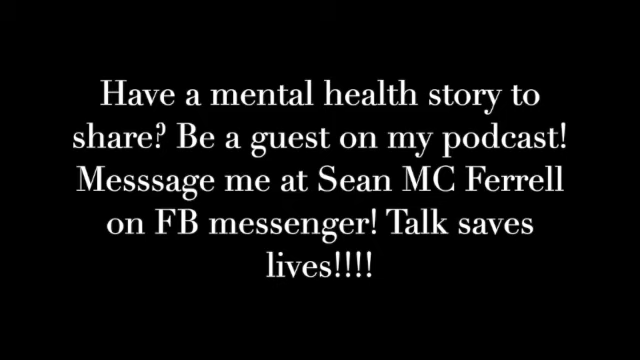 Have a mental health story to
share? Be a guest on my podcast!
Messsage me at Sean MC Ferrell
on FB messenger! Talk saves
lives!!!!